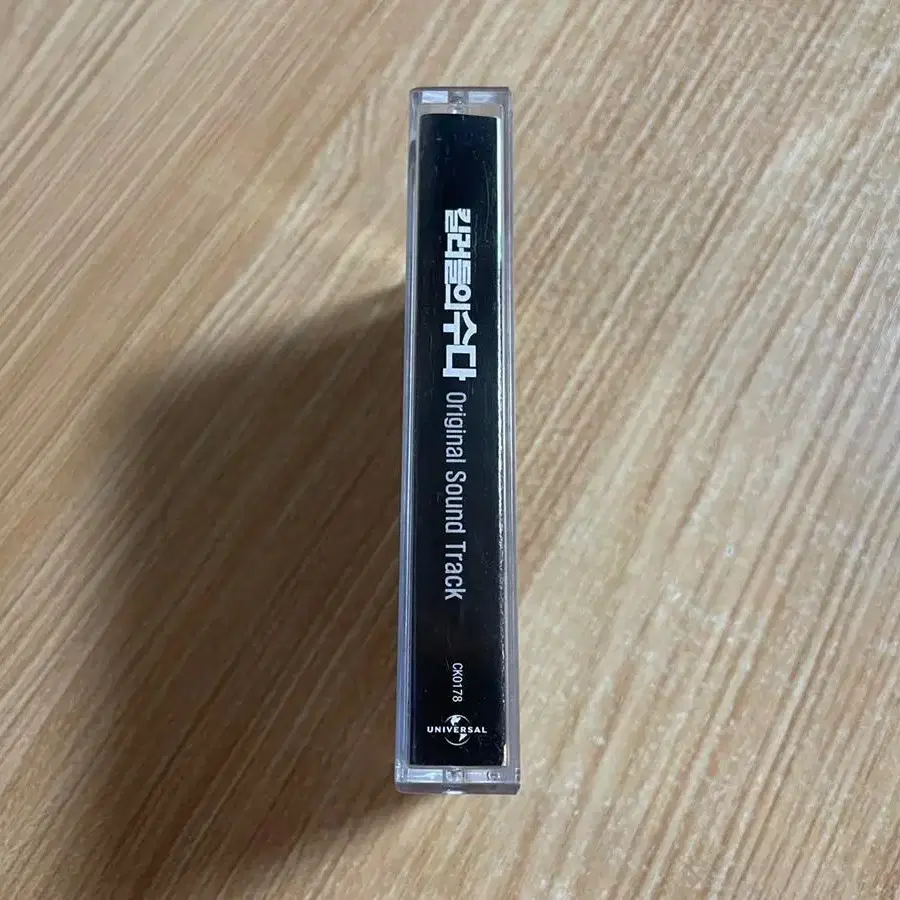 킬러들의수다 Original Sound Track
CK0178
UNIVERSAL